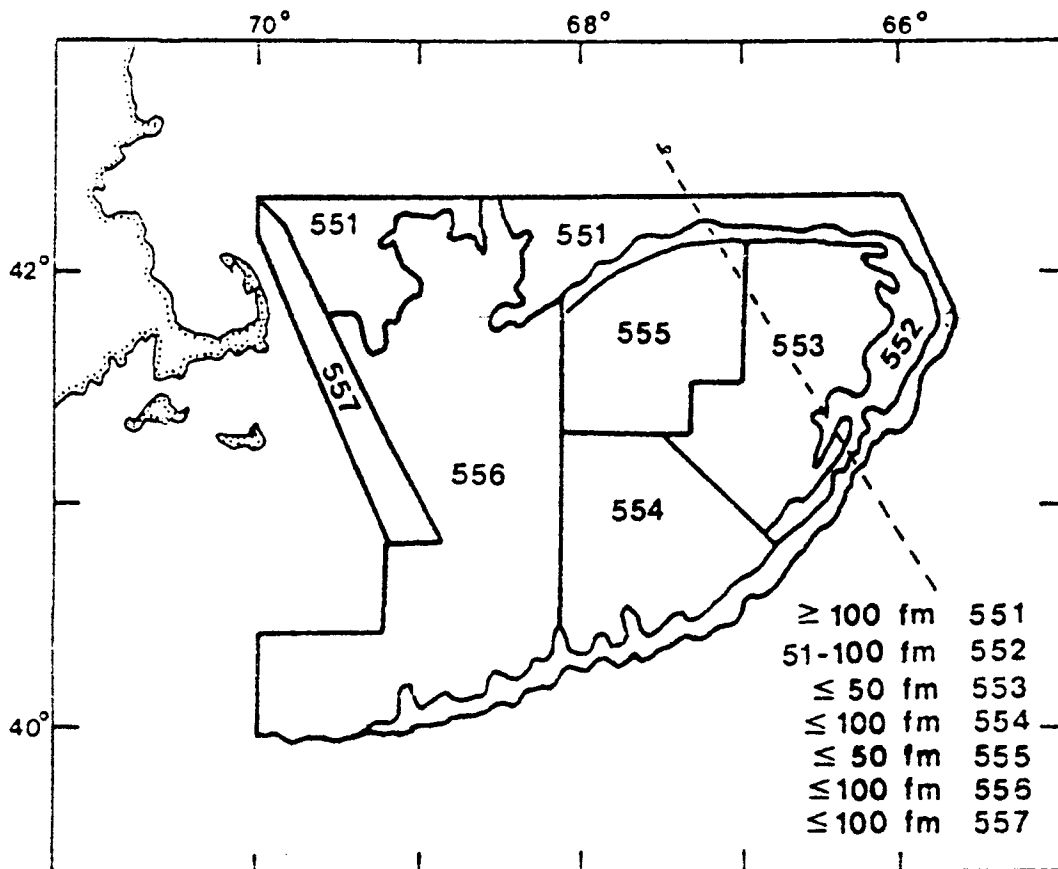 70° 68° 66°
551 551
42°
555 553 552
557
556
554
≥ 100 fm 551
51-100 fm 552
≤ 50 fm 553
40° ≤ 100 fm 554
≤ 50 fm 555
≤ 100 fm 556
≤ 100 fm 557